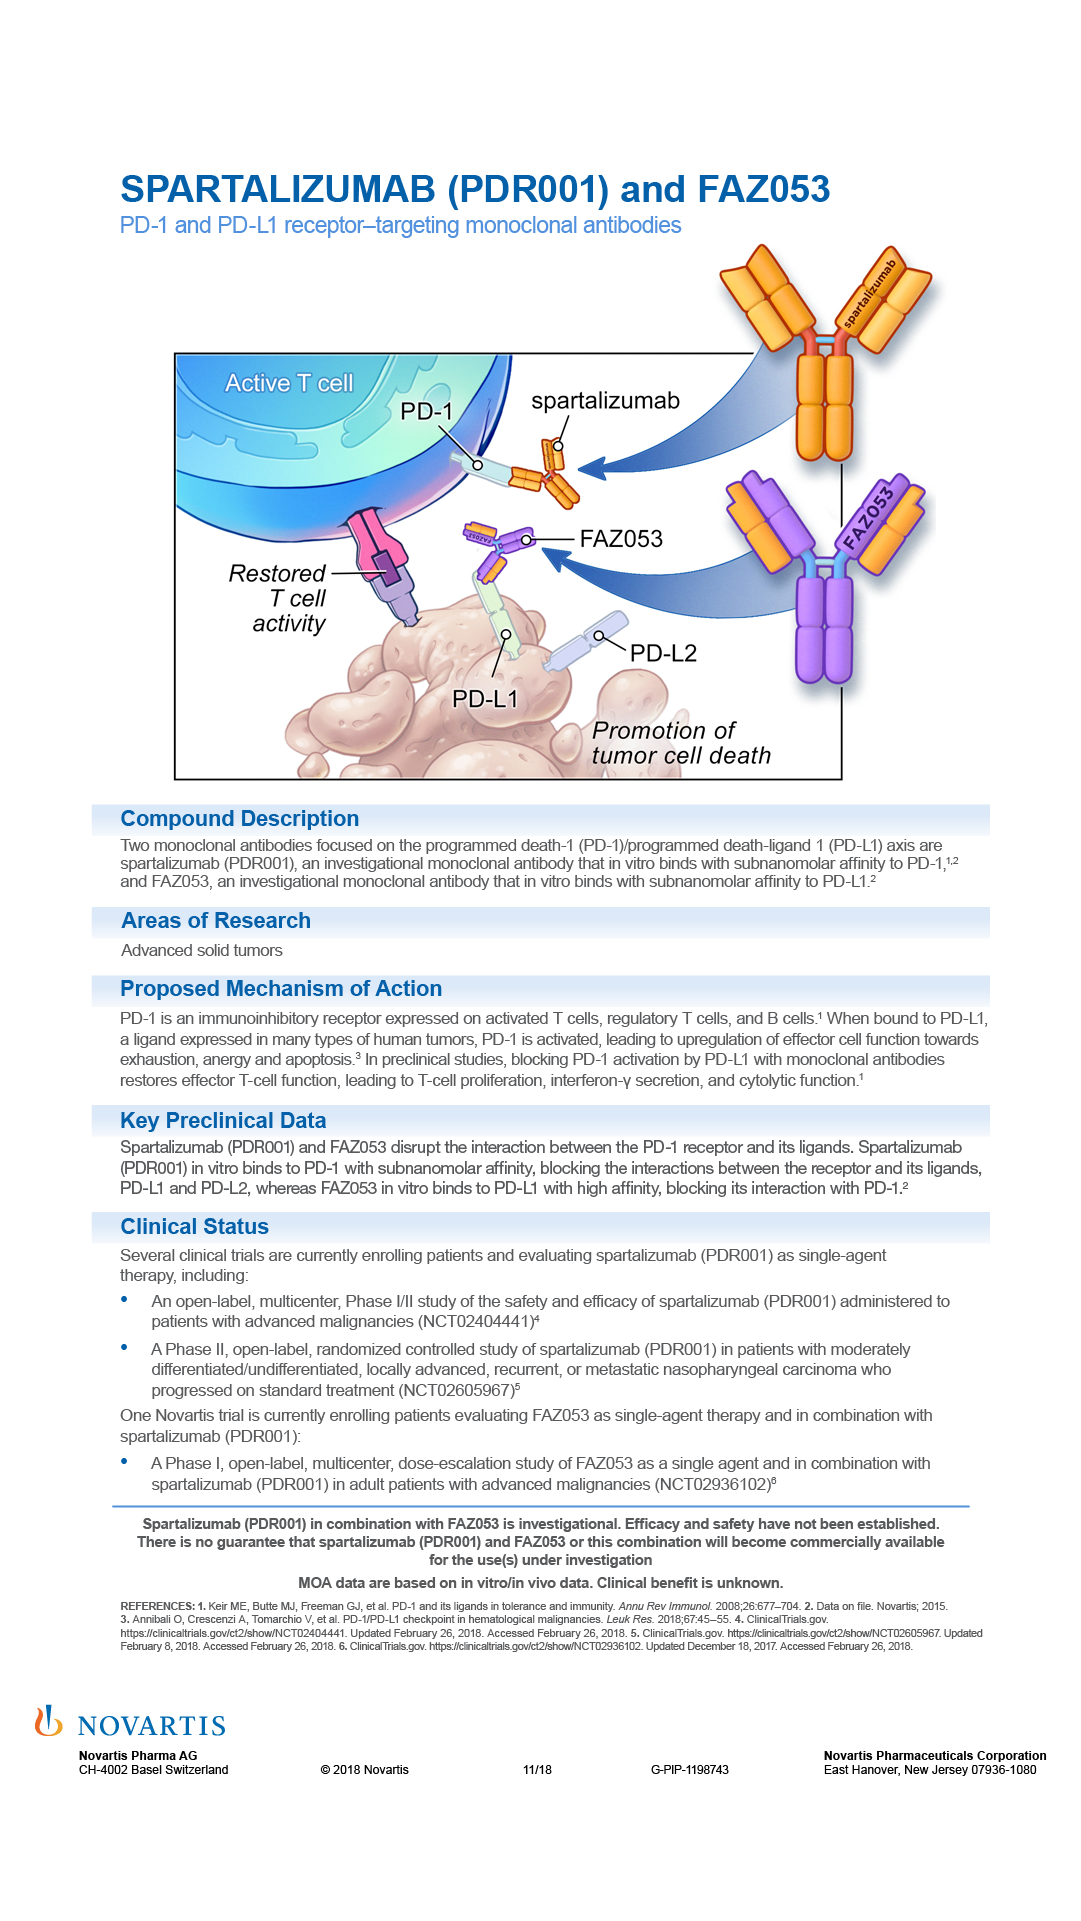 SPARTALIZUMAB (PDR001) and FAZ053
PD-1 and PD-L1 receptor–targeting monoclonal antibodies
spartalizumab
Active T cell
PD-1
spartalizumab
FAZ053
FAZ053
Restored
T cell
activity
PD-L2
PD-L1
Promotion of
tumor cell death
Compound Description
Two monoclonal antibodies focused on the programmed death-1 (PD-1)/programmed death-ligand 1 (PD-L1) axis are
spartalizumab (PDR001), an investigational monoclonal antibody that in vitro binds with subnanomolar affinity to PD-1,¹,²
and FAZ053, an investigational monoclonal antibody that in vitro binds with subnanomolar affinity to PD-L1.²
Areas of Research
Advanced solid tumors
Proposed Mechanism of Action
PD-1 is an immunoinhibitory receptor expressed on activated T cells, regulatory T cells, and B cells.¹ When bound to PD-L1,
a ligand expressed in many types of human tumors, PD-1 is activated, leading to upregulation of effector cell function towards
exhaustion, anergy and apoptosis.³ In preclinical studies, blocking PD-1 activation by PD-L1 with monoclonal antibodies
restores effector T-cell function, leading to T-cell proliferation, interferon-γ secretion, and cytolytic function.¹
Key Preclinical Data
Spartalizumab (PDR001) and FAZ053 disrupt the interaction between the PD-1 receptor and its ligands. Spartalizumab
(PDR001) in vitro binds to PD-1 with subnanomolar affinity, blocking the interactions between the receptor and its ligands,
PD-L1 and PD-L2, whereas FAZ053 in vitro binds to PD-L1 with high affinity, blocking its interaction with PD-1.²
Clinical Status
Several clinical trials are currently enrolling patients and evaluating spartalizumab (PDR001) as single-agent
therapy, including:
• An open-label, multicenter, Phase I/II study of the safety and efficacy of spartalizumab (PDR001) administered to
patients with advanced malignancies (NCT02404441)⁴
• A Phase II, open-label, randomized controlled study of spartalizumab (PDR001) in patients with moderately
differentiated/undifferentiated, locally advanced, recurrent, or metastatic nasopharyngeal carcinoma who
progressed on standard treatment (NCT02605967)⁵
One Novartis trial is currently enrolling patients evaluating FAZ053 as single-agent therapy and in combination with
spartalizumab (PDR001):
• A Phase I, open-label, multicenter, dose-escalation study of FAZ053 as a single agent and in combination with
spartalizumab (PDR001) in adult patients with advanced malignancies (NCT02936102)⁶
Spartalizumab (PDR001) in combination with FAZ053 is investigational. Efficacy and safety have not been established.
There is no guarantee that spartalizumab (PDR001) and FAZ053 or this combination will become commercially available
for the use(s) under investigation
MOA data are based on in vitro/in vivo data. Clinical benefit is unknown.
REFERENCES: 1. Keir ME, Butte MJ, Freeman GJ, et al. PD-1 and its ligands in tolerance and immunity. Annu Rev Immunol. 2008;26:677–704. 2. Data on file. Novartis; 2015.
3. Annibali O, Crescenzi A, Tomarchio V, et al. PD-1/PD-L1 checkpoint in hematological malignancies. Leuk Res. 2018;67:45–55. 4. ClinicalTrials.gov.
https://clinicaltrials.gov/ct2/show/NCT02404441. Updated February 26, 2018. Accessed February 26, 2018. 5. ClinicalTrials.gov. https://clinicaltrials.gov/ct2/show/NCT02605967. Updated
February 8, 2018. Accessed February 26, 2018. 6. ClinicalTrials.gov. https://clinicaltrials.gov/ct2/show/NCT02936102. Updated December 18, 2017. Accessed February 26, 2018.
NOVARTIS
Novartis Pharma AG
CH-4002 Basel Switzerland
© 2018 Novartis
11/18
G-PIP-1198743
Novartis Pharmaceuticals Corporation
East Hanover, New Jersey 07936-1080